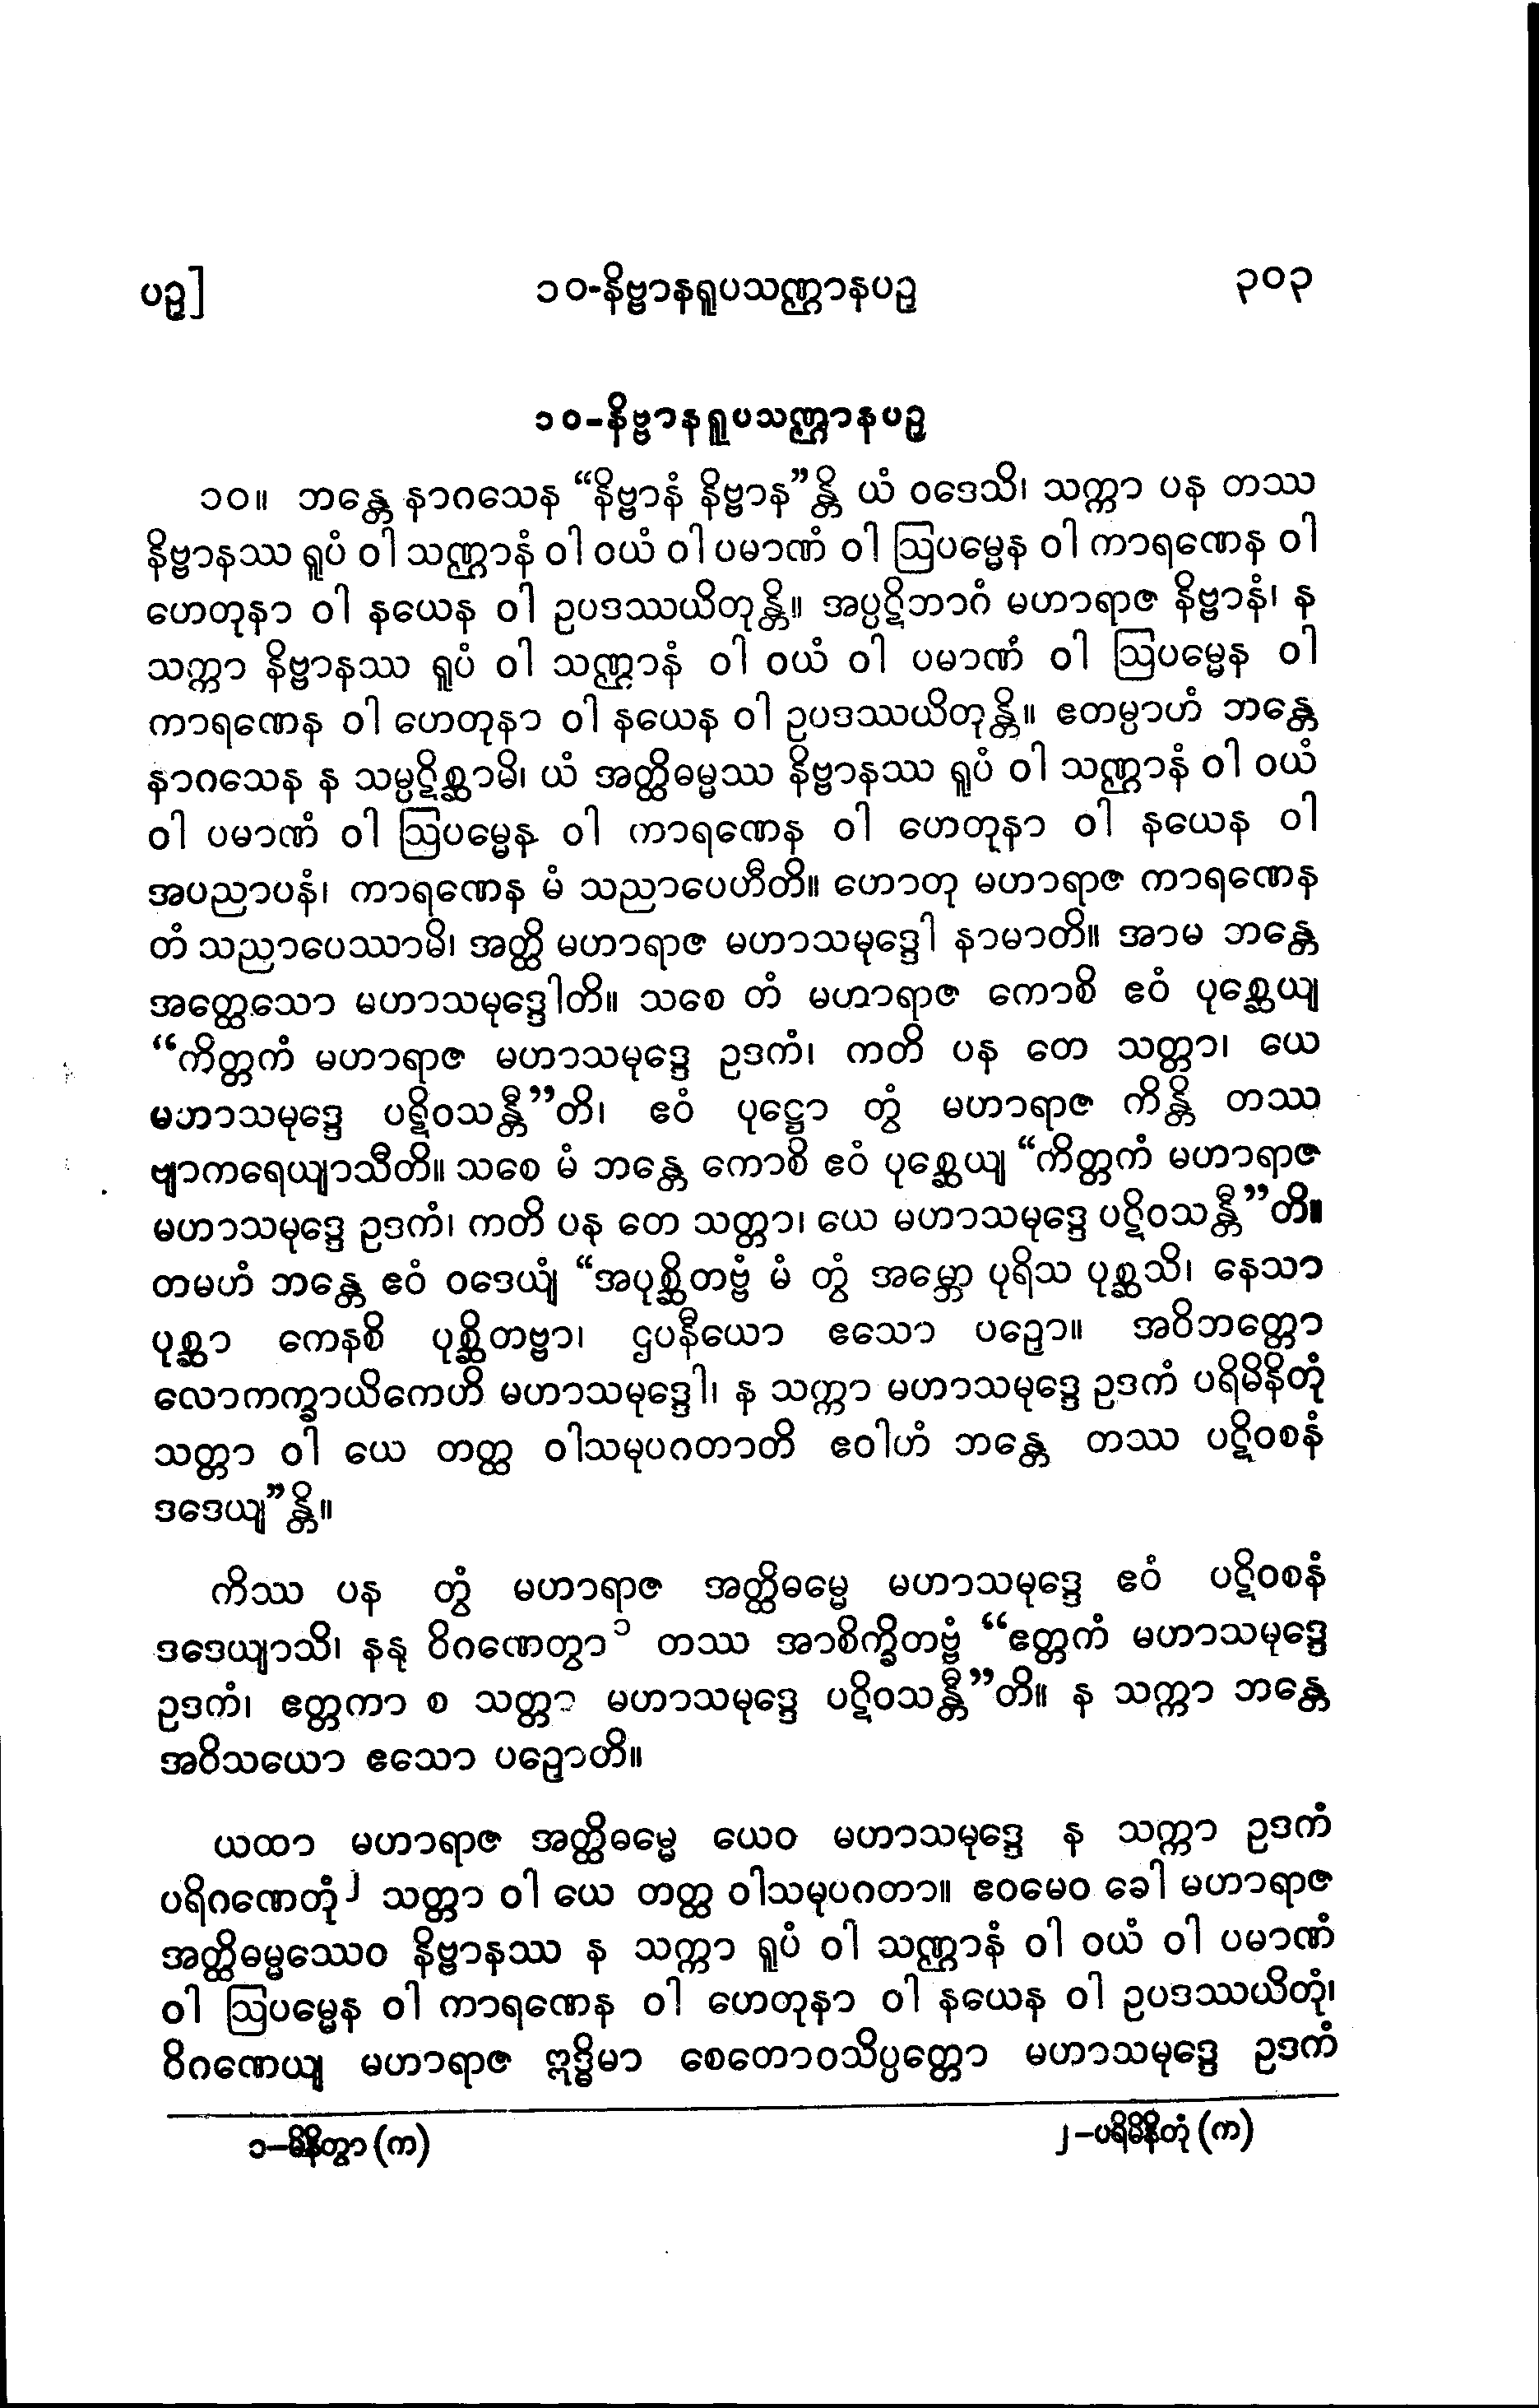 ပဥှ]
၁၀-နိဗ္ဗာနရူပသဏ္ဌာနပဥှ
၃၀၃
၁၀-နိဗ္ဗာနရူပသဏ္ဌာနပဥှ
၁၀။ ဘန္တေ နာဂသေန “နိဗ္ဗာနံ နိဗ္ဗာန”န္တိ ယံ ဝဒေသိ၊ သက္ကာ ပန တဿ
နိဗ္ဗာနဿ ရူပံ ဝါ သဏ္ဌာနံ ဝါ ဝယံ ဝါ ပမာဏံ ဝါ ဩပမ္မေန ဝါ ကာရဏေန ဝါ
ဟေတုနာ ဝါ နယေန ဝါ ဥပဒဿယိတုန္တိ။ အပ္ပဋိဘာဂံ မဟာရာဇ နိဗ္ဗာနံ၊ န
သက္ကာ နိဗ္ဗာနဿ ရူပံ ဝါ သဏ္ဌာနံ ဝါ ဝယံ ဝါ ပမာဏံ ဝါ ဩပမ္မေန ဝါ
ကာရဏေန ဝါ ဟေတုနာ ဝါ နယေန ဝါ ဥပဒဿယိတုန္တိ။ ဧတမ္ပာဟံ ဘန္တေ
နာဂသေန န သမ္ပဋိစ္ဆာမိ၊ ယံ အတ္ထိဓမ္မဿ နိဗ္ဗာနဿ ရူပံ ဝါ သဏ္ဌာနံ ဝါ ဝယံ
ဝါ ပမာဏံ ဝါ ဩပမ္မေန ဝါ ကာရဏေန ဝါ ဟေတုနာ ဝါ နယေန ဝါ
အပညာပနံ၊ ကာရဏေန မံ သညာပေဟီတိ။ ဟောတု မဟာရာဇ ကာရဏေန
တံ သညာပေဿာမိ၊ အတ္ထိ မဟာရာဇ မဟာသမုဒ္ဒေါ နာမာတိ။ အာမ ဘန္တေ
အတ္ထေသော မဟာသမုဒ္ဒေါတိ။ သစေ တံ မဟာရာဇ ကောစိ ဧဝံ ပုစ္ဆေယျ
“ကိတ္တကံ မဟာရာဇ မဟာသမုဒ္ဒေ ဥဒကံ၊ ကတိ ပန တေ သတ္တာ၊ ယေ
မဟာသမုဒ္ဒေ ပဋိဝသန္တီ”တိ၊ ဧဝံ ပုဋ္ဌော တွံ မဟာရာဇ ကိန္တိ တဿ
ဗျာကရေယျာသီတိ။ သစေ မံ ဘန္တေ ကောစိ ဧဝံ ပုစ္ဆေယျ “ကိတ္တကံ မဟာရာဇ
မဟာသမုဒ္ဒေ ဥဒကံ၊ ကတိ ပန တေ သတ္တာ၊ ယေ မဟာသမုဒ္ဒေ ပဋိဝသန္တီ”တိ။
တမဟံ ဘန္တေ ဧဝံ ဝဒေယျံ “အပုစ္ဆိတဗ္ဗံ မံ တွံ အမ္ဘော ပုရိသ ပုစ္ဆသိ၊ နေသာ
ပုစ္ဆာ ကေနစိ ပုစ္ဆိတဗ္ဗာ၊ ဌပနီယော ဧသော ပဉှော။ အဝိဘတ္တော
လောကက္ခာယိကေဟိ မဟာသမုဒ္ဒေါ၊ န သက္ကာ မဟာသမုဒ္ဒေ ဥဒကံ ပရိမိနိတုံ
သတ္တာ ဝါ ယေ တတ္ထ ဝါသမုပဂတာတိ ဧဝါဟံ ဘန္တေ တဿ ပဋိဝစနံ
ဒဒေယျ”န္တိ။
ကိဿ ပန တွံ မဟာရာဇ အတ္ထိဓမ္မေ မဟာသမုဒ္ဒေ ဧဝံ ပဋိဝစနံ
ဒဒေယျာသိ၊ နနု ဝိဂဏေတွာ ၁ တဿ အာစိက္ခိတဗ္ဗံ “ဧတ္တကံ မဟာသမုဒ္ဒေ
ဥဒကံ၊ ဧတ္တကာ စ သတ္တာ မဟာသမုဒ္ဒေ ပဋိဝသန္တီ”တိ။ န သက္ကာ ဘန္တေ
အဝိသယော ဧသော ပဉှောတိ။
ယထာ မဟာရာဇ အတ္ထိဓမ္မေ ယေဝ မဟာသမုဒ္ဒေ န သက္ကာ ဥဒကံ
ပရိဂဏေတုံ ၂ သတ္တာ ဝါ ယေ တတ္ထ ဝါသမုပဂတာ။ ဧဝမေဝ ခေါ မဟာရာဇ
အတ္ထိဓမ္မဿေဝ နိဗ္ဗာနဿ န သက္ကာ ရူပံ ဝါ သဏ္ဌာနံ ဝါ ဝယံ ဝါ ပမာဏံ
ဝါ ဩပမ္မေန ဝါ ကာရဏေန ဝါ ဟေတုနာ ဝါ နယေန ဝါ ဥပဒဿယိတုံ၊
ဝိဂဏေယျ မဟာရာဇ ဣဒ္ဓိမာ စေတောဝသိပ္ပတ္တော မဟာသမုဒ္ဒေ ဥဒကံ
၁–မိနိတွာ (က)
၂–ပရိမိနိတုံ (က)